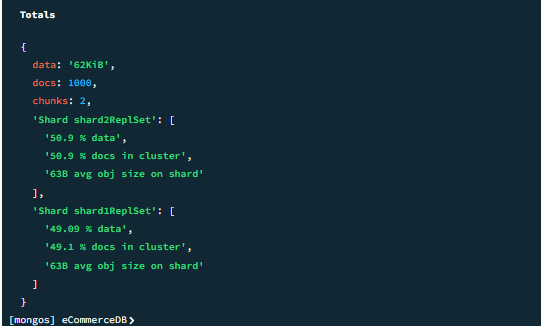 Totals
{
data: '62KiB',
docs: 1000,
chunks: 2,
'Shard shard2ReplSet': [
'50.9 % data',
'50.9 % docs in cluster',
'63B avg obj size on shard'
],
'Shard shard1ReplSet': [
'49.09 % data',
'49.1 % docs in cluster',
'63B avg obj size on shard'
]
}
[mongos] eCommerceDB❯